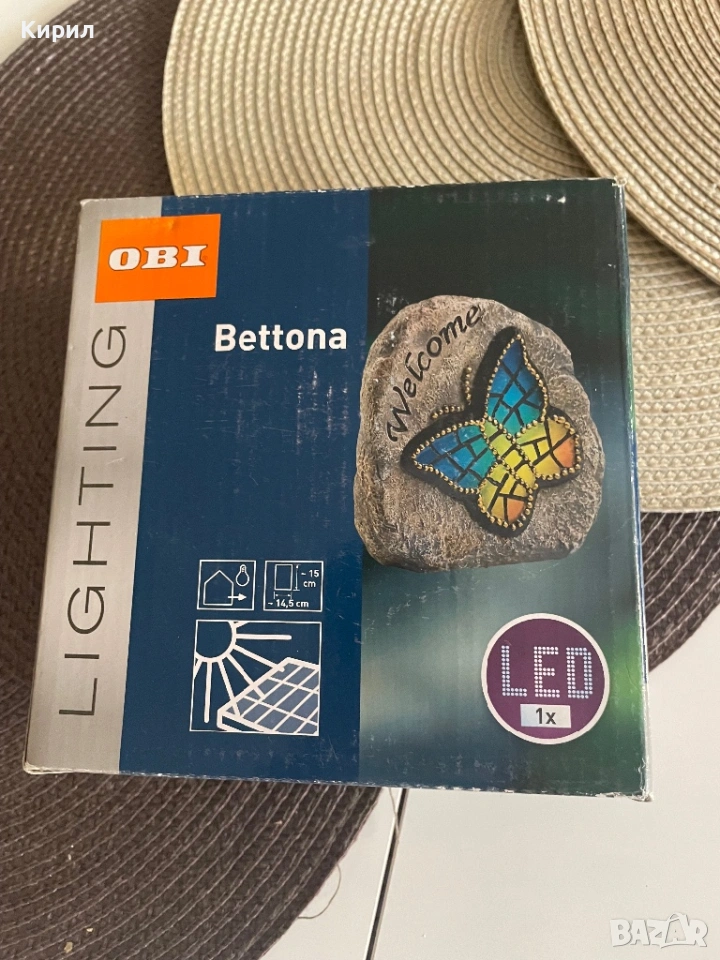 Кирил
OBI
LIGHTING
Bettona
Welcome
~ 15
cm
~ 14,5 cm
LED
1x
BAZAR